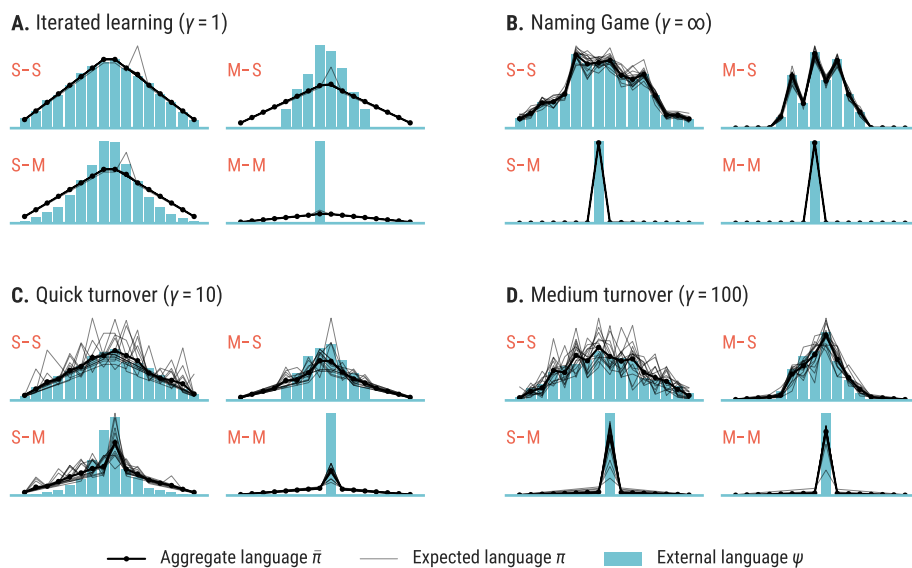 A. Iterated learning (γ = 1)
S–S
M–S
S–M
M–M
B. Naming Game (γ = ∞)
S–S
M–S
S–M
M–M
C. Quick turnover (γ = 10)
S–S
M–S
S–M
M–M
D. Medium turnover (γ = 100)
S–S
M–S
S–M
M–M
Aggregate language π̄
Expected language π
External language ψ